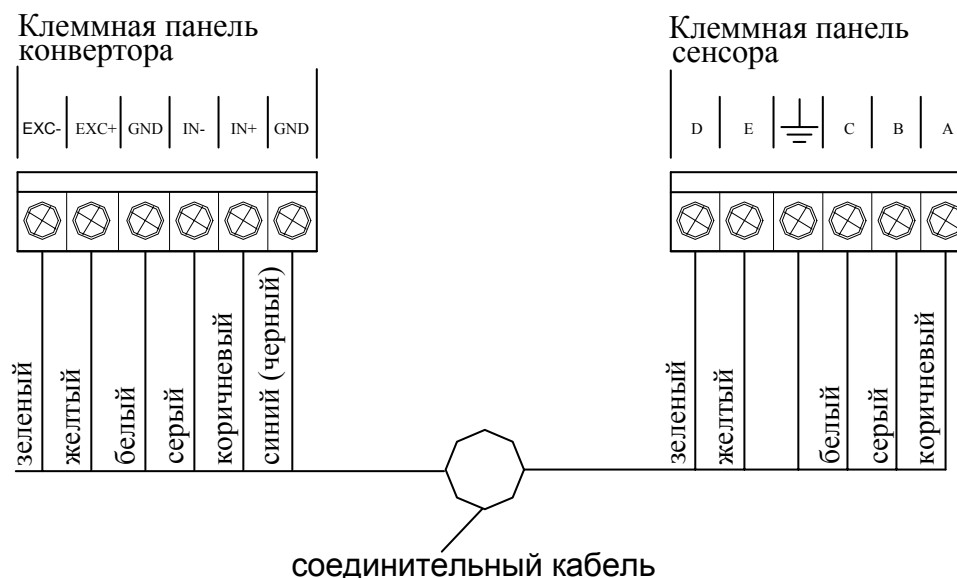 Клеммная панель
конвертора
EXC- EXC+ GND IN- IN+ GND
зеленый
желтый
белый
серый
коричневый
синий (черный)
Клеммная панель
сенсора
D E C B A
зеленый
желтый
белый
серый
коричневый
соединительный кабель